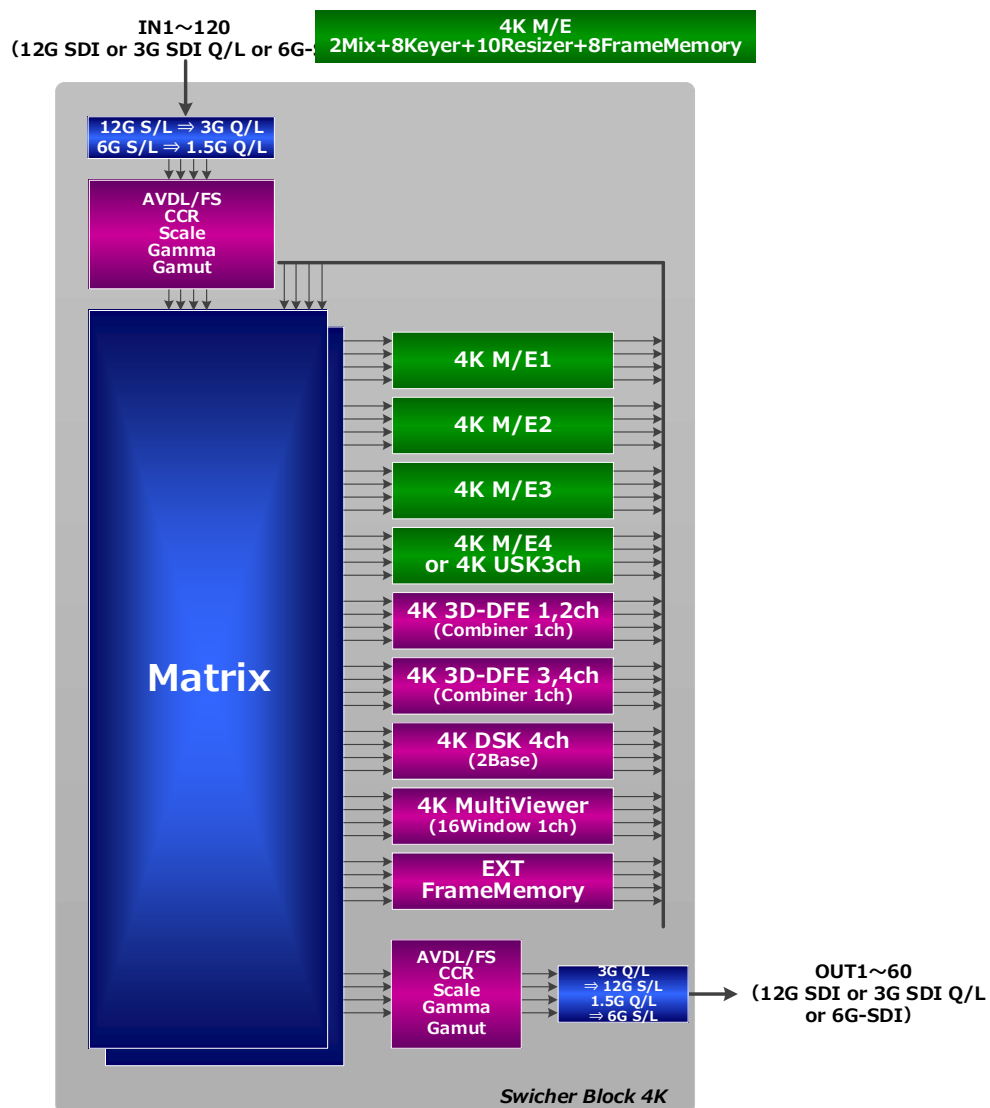 IN1～120
（12G SDI or 3G SDI Q/L or 6G-
4K M/E
2Mix+8Keyer+10Resizer+8FrameMemory
12G S/L ⇒ 3G Q/L
6G S/L ⇒ 1.5G Q/L
AVDL/FS
CCR
Scale
Gamma
Gamut
Matrix
4K M/E1
4K M/E2
4K M/E3
4K M/E4
or 4K USK3ch
4K 3D-DFE 1,2ch
(Combiner 1ch)
4K 3D-DFE 3,4ch
(Combiner 1ch)
4K DSK 4ch
(2Base)
4K MultiViewer
(16Window 1ch)
EXT
FrameMemory
AVDL/FS
CCR
Scale
Gamma
Gamut
3G Q/L
⇒ 12G S/L
1.5G Q/L
⇒ 6G S/L
OUT1～60
（12G SDI or 3G SDI Q/L
or 6G-SDI）
Swicher Block 4K